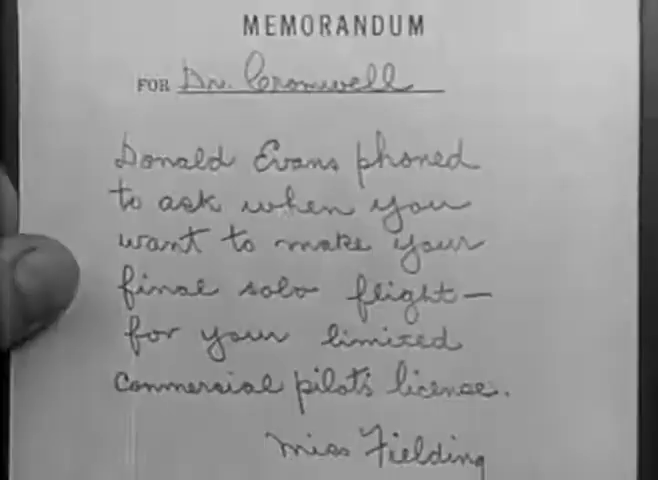 MEMORANDUM
FOR Dr. Cromwell
Donald Evans phoned
to ask when you
want to make your
final solo flight—
for your limited
commercial pilot's license.
Miss Fielding